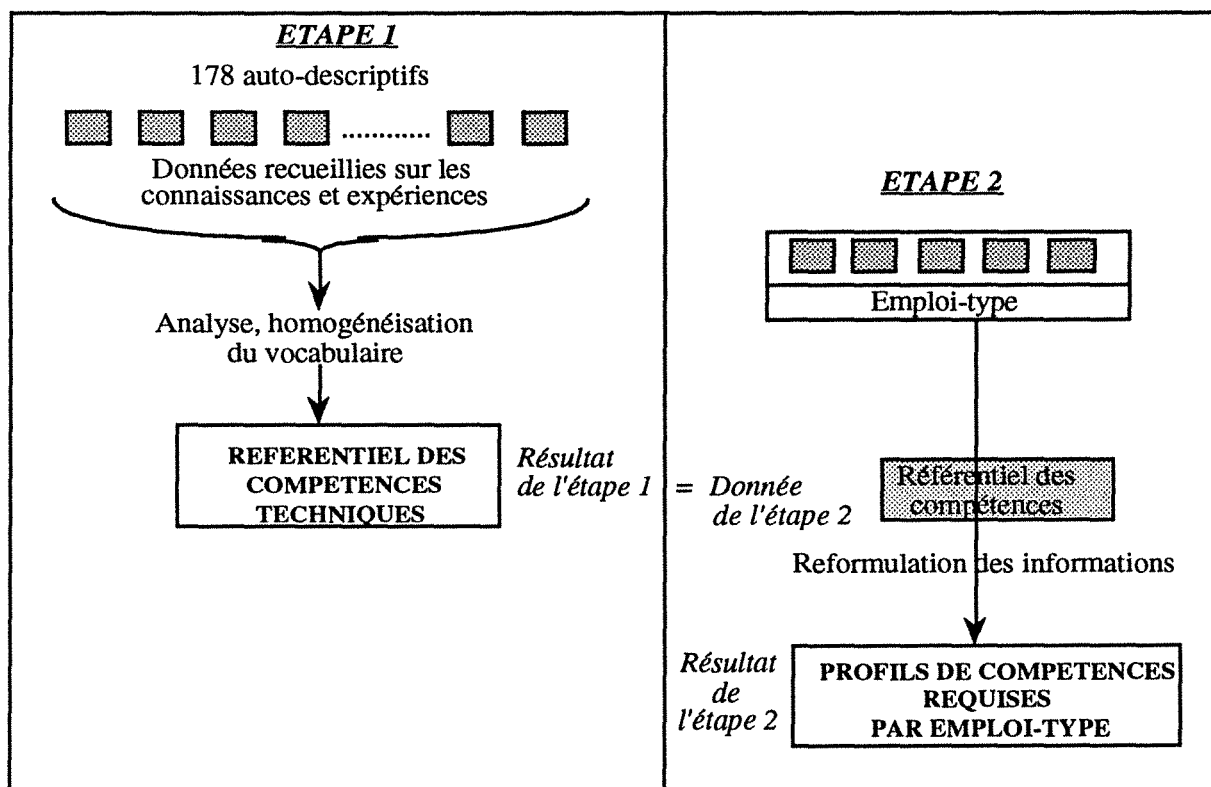 ETAPE 1
178 auto-descriptifs
............
Données recueillies sur les
connaissances et expériences
Analyse, homogénéisation
du vocabulaire
REFERENTIEL DES
COMPETENCES
TECHNIQUES
Résultat
de l'étape 1
= Donnée
de l'étape 2
ETAPE 2
Emploi-type
Référentiel des
compétences
Reformulation des informations
Résultat
de
l'étape 2
PROFILS DE COMPETENCES
REQUISES
PAR EMPLOI-TYPE